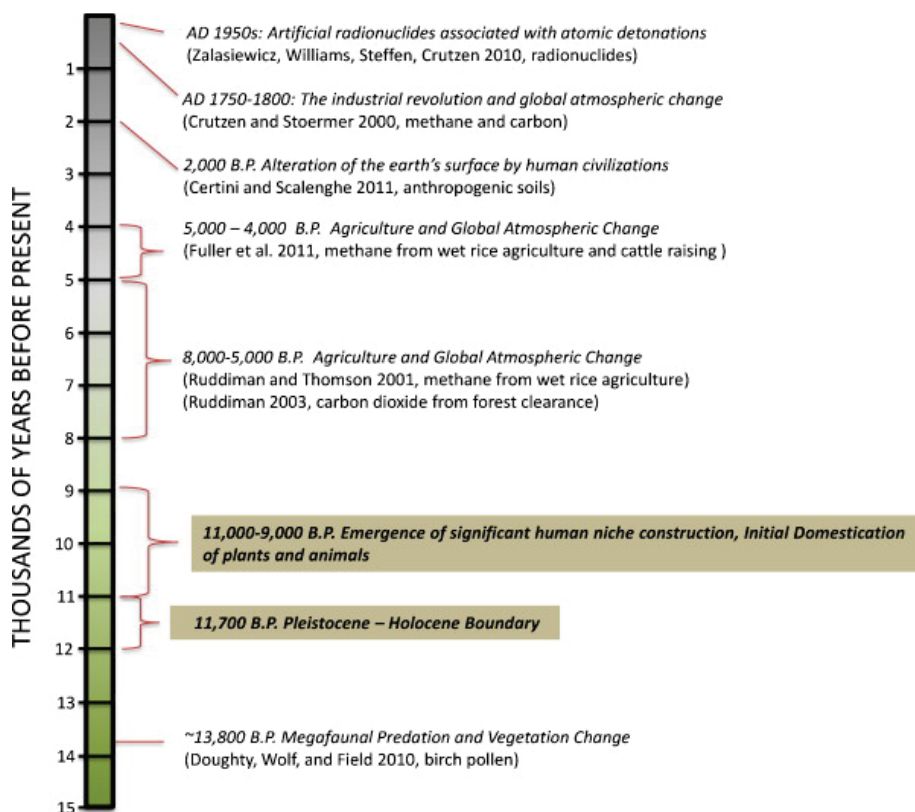 AD 1950s: Artificial radionuclides associated with atomic detonations
(Zalasiewicz, Williams, Steffen, Crutzen 2010, radionuclides)
1
AD 1750-1800: The industrial revolution and global atmospheric change
(Crutzen and Stoermer 2000, methane and carbon)
2
2,000 B.P. Alteration of the earth's surface by human civilizations
3
(Certini and Scalenghe 2011, anthropogenic soils)
4
5,000 – 4,000 B.P. Agriculture and Global Atmospheric Change
(Fuller et al. 2011, methane from wet rice agriculture and cattle raising )
5
THOUSANDS OF YEARS BEFORE PRESENT
6
8,000-5,000 B.P. Agriculture and Global Atmospheric Change
(Ruddiman and Thomson 2001, methane from wet rice agriculture)
7
(Ruddiman 2003, carbon dioxide from forest clearance)
8
9
11,000-9,000 B.P. Emergence of significant human niche construction, Initial Domestication
10
of plants and animals
11
11,700 B.P. Pleistocene – Holocene Boundary
12
13
~13,800 B.P. Megafaunal Predation and Vegetation Change
14
(Doughty, Wolf, and Field 2010, birch pollen)
15